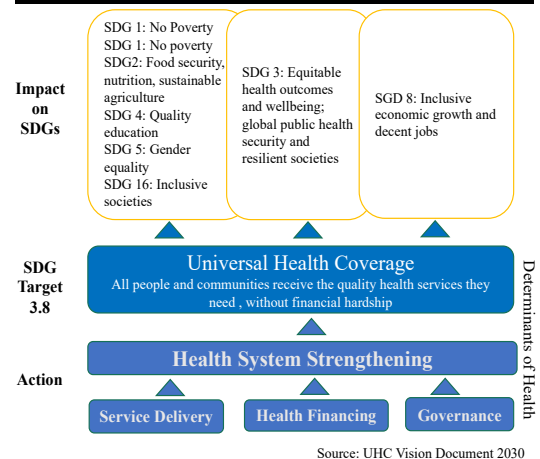 Impact
on
SDGs
SDG 1: No Poverty
SDG 1: No poverty
SDG2: Food security,
nutrition, sustainable
agriculture
SDG 4: Quality
education
SDG 5: Gender
equality
SDG 16: Inclusive
societies
SDG 3: Equitable
health outcomes
and wellbeing;
global public health
security and
resilient societies
SGD 8: Inclusive
economic growth and
decent jobs
SDG
Target
3.8
Universal Health Coverage
All people and communities receive the quality health services they
need , without financial hardship
Determinants of Health
Action
Health System Strengthening
Service Delivery
Health Financing
Governance
Source: UHC Vision Document 2030